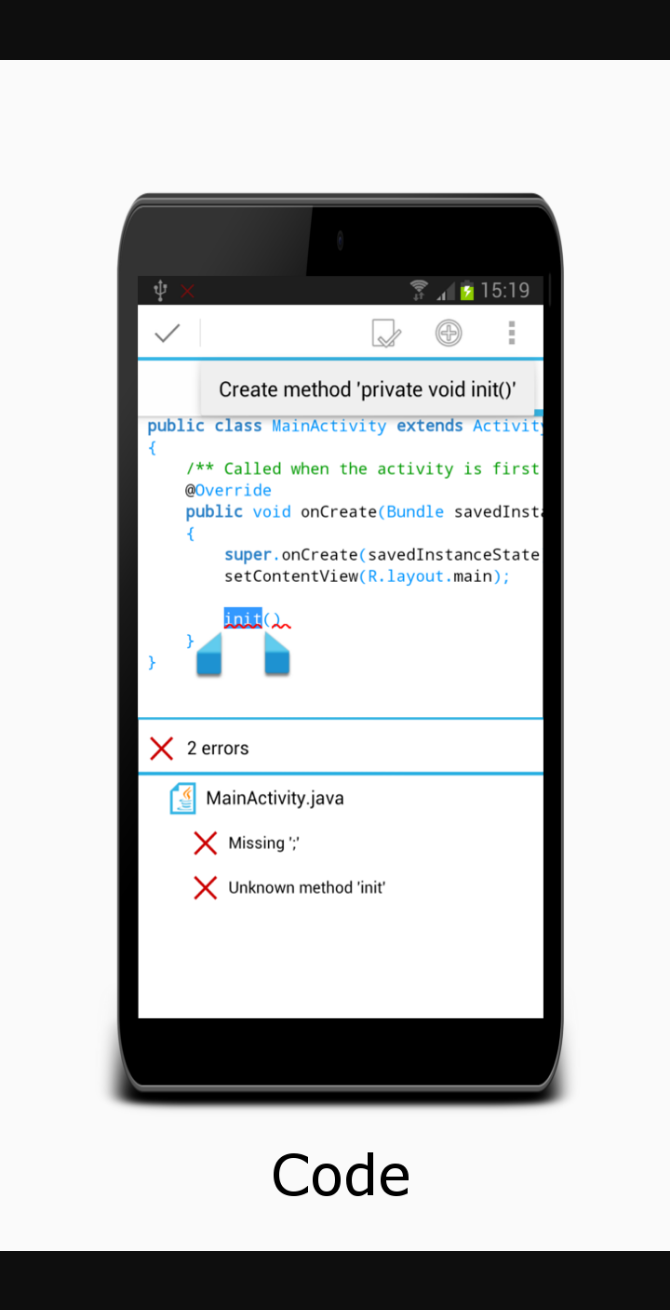 15:19
Create method 'private void init()'
public class MainActivity extends Activity
{
/** Called when the activity is first
@Override
public void onCreate(Bundle savedInsta
{
super.onCreate(savedInstanceState
setContentView(R.layout.main);
init()
}
}
2 errors
MainActivity.java
Missing ';'
Unknown method 'init'
Code